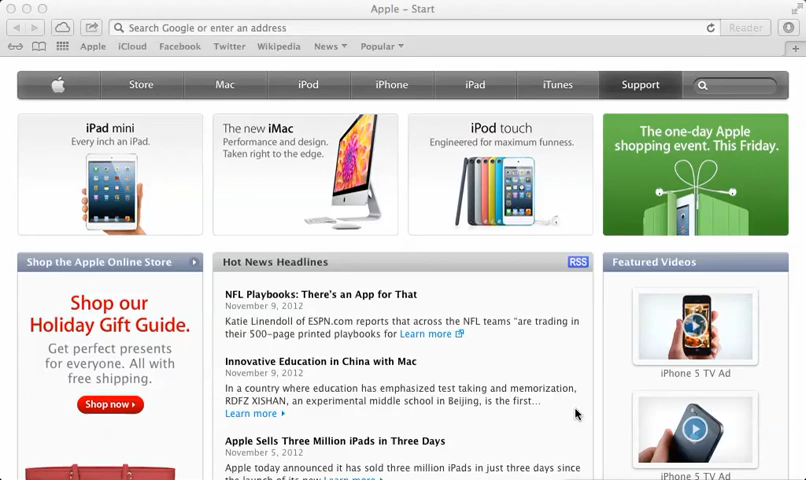 Apple – Start
Search Google or enter an address
Reader
Apple iCloud Facebook Twitter Wikipedia News Popular
Store Mac iPod iPhone iPad iTunes Support
iPad mini
Every inch an iPad.
The new iMac
Performance and design.
Taken right to the edge.
iPod touch
Engineered for maximum funness.
The one-day Apple
shopping event. This Friday.
Shop the Apple Online Store
Shop our
Holiday Gift Guide.
Get perfect presents
for everyone. All with
free shipping.
Shop now
Hot News Headlines RSS
NFL Playbooks: There's an App for That
November 9, 2012
Katie Linendoll of ESPN.com reports that across the NFL teams "are trading in
their 500-page printed playbooks for Learn more
Innovative Education in China with Mac
November 9, 2012
In a country where education has emphasized test taking and memorization,
RDFZ XISHAN, an experimental middle school in Beijing, is the first...
Learn more
Apple Sells Three Million iPads in Three Days
November 5, 2012
Apple today announced it has sold three million iPads in just three days since
the launch of its new Learn more
Featured Videos
iPhone 5 TV Ad
iPhone 5 TV Ad